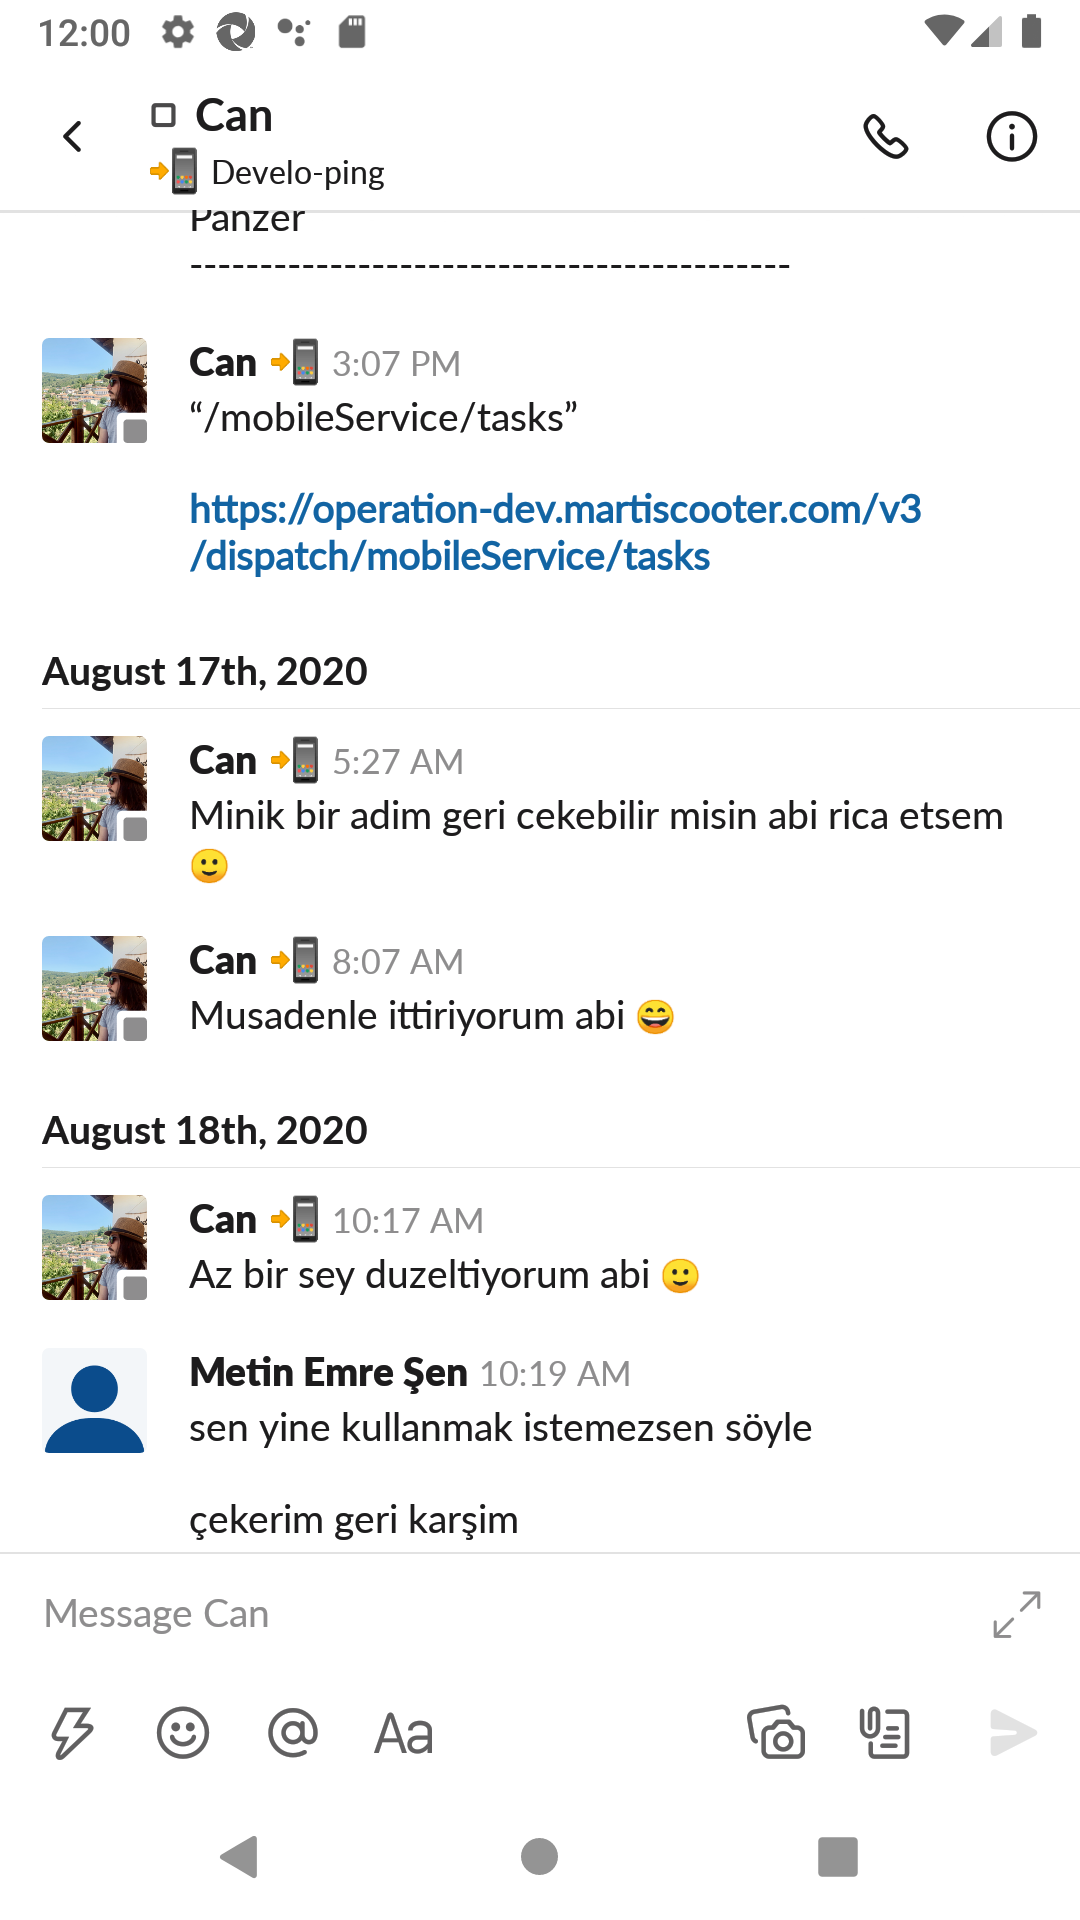 12:00
Can
Develo-ping
Panzer
-------------------------------------------
Can 3:07 PM
“/mobileService/tasks”
https://operation-dev.martiscooter.com/v3
/dispatch/mobileService/tasks
August 17th, 2020
Can 5:27 AM
Minik bir adim geri cekebilir misin abi rica etsem
🙂
Can 8:07 AM
Musadenle ittiriyorum abi 😄
August 18th, 2020
Can 10:17 AM
Az bir sey duzeltiyorum abi 🙂
Metin Emre Şen 10:19 AM
sen yine kullanmak istemezsen söyle
çekerim geri karşim
Message Can
Aa